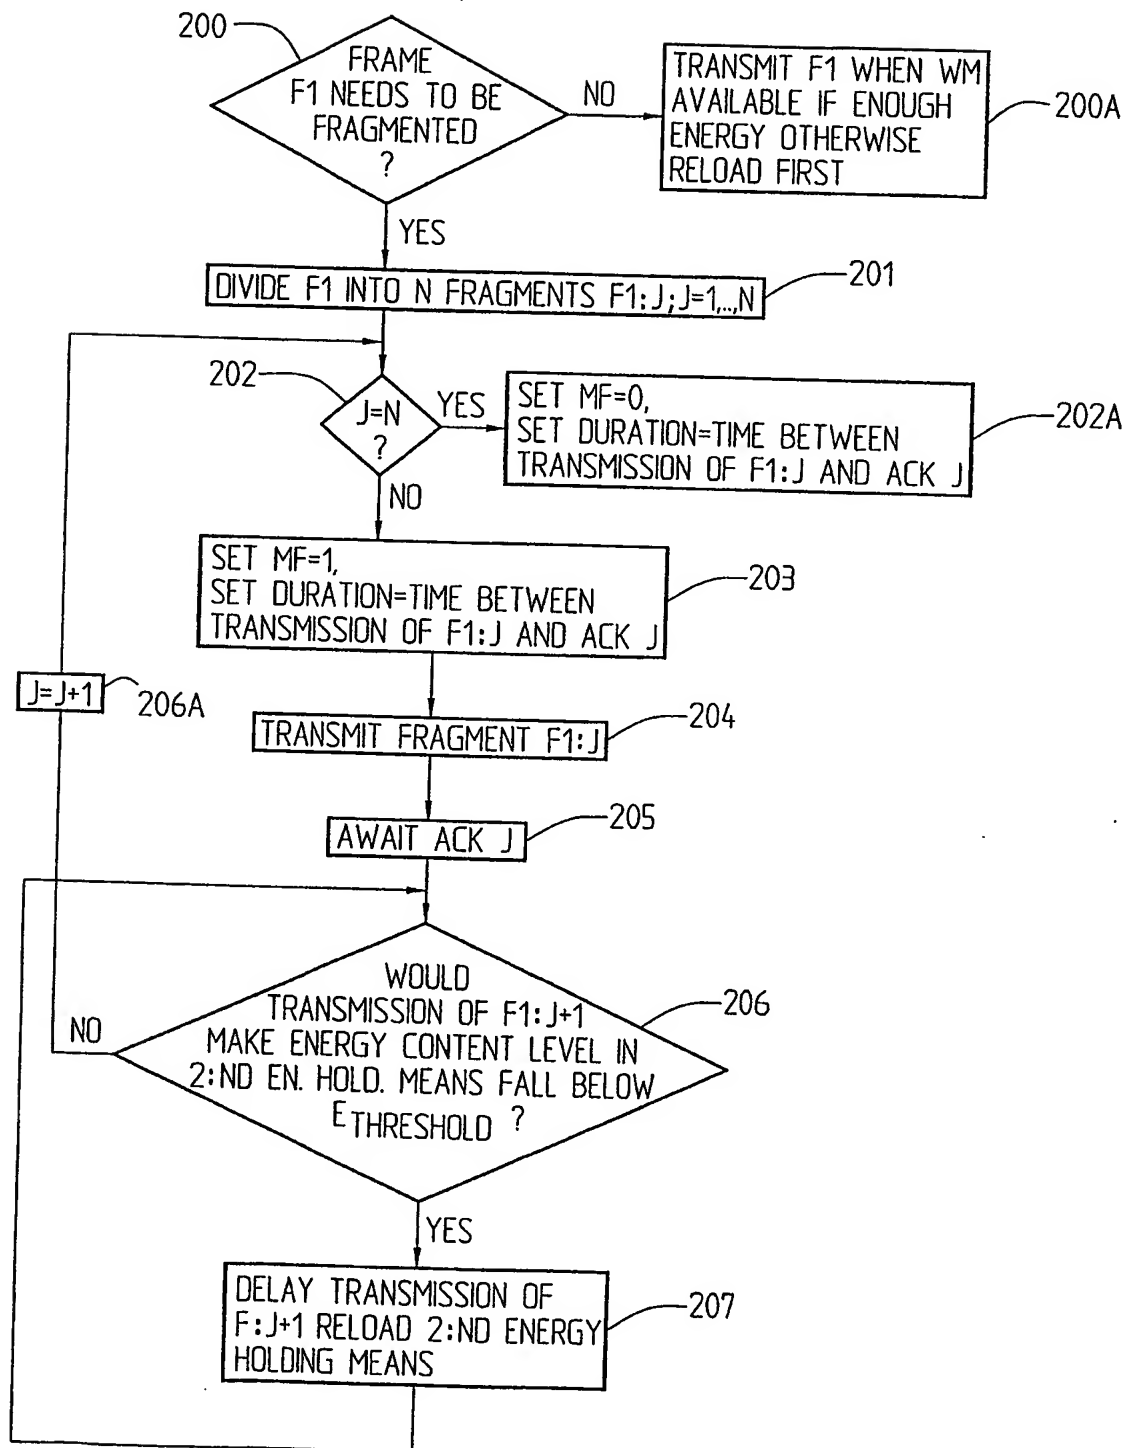 200
FRAME
F1 NEEDS TO BE
FRAGMENTED
?
NO
TRANSMIT F1 WHEN WM
AVAILABLE IF ENOUGH
ENERGY OTHERWISE
RELOAD FIRST
200A
YES
DIVIDE F1 INTO N FRAGMENTS F1:J;J=1,..,N
201
202
J=N
?
YES
SET MF=0,
SET DURATION=TIME BETWEEN
TRANSMISSION OF F1:J AND ACK J
202A
NO
SET MF=1,
SET DURATION=TIME BETWEEN
TRANSMISSION OF F1:J AND ACK J
203
J=J+1
206A
TRANSMIT FRAGMENT F1:J
204
AWAIT ACK J
205
WOULD
TRANSMISSION OF F1:J+1
MAKE ENERGY CONTENT LEVEL IN
2:ND EN. HOLD. MEANS FALL BELOW
ETHRESHOLD ?
206
NO
YES
DELAY TRANSMISSION OF
F:J+1 RELOAD 2:ND ENERGY
HOLDING MEANS
207